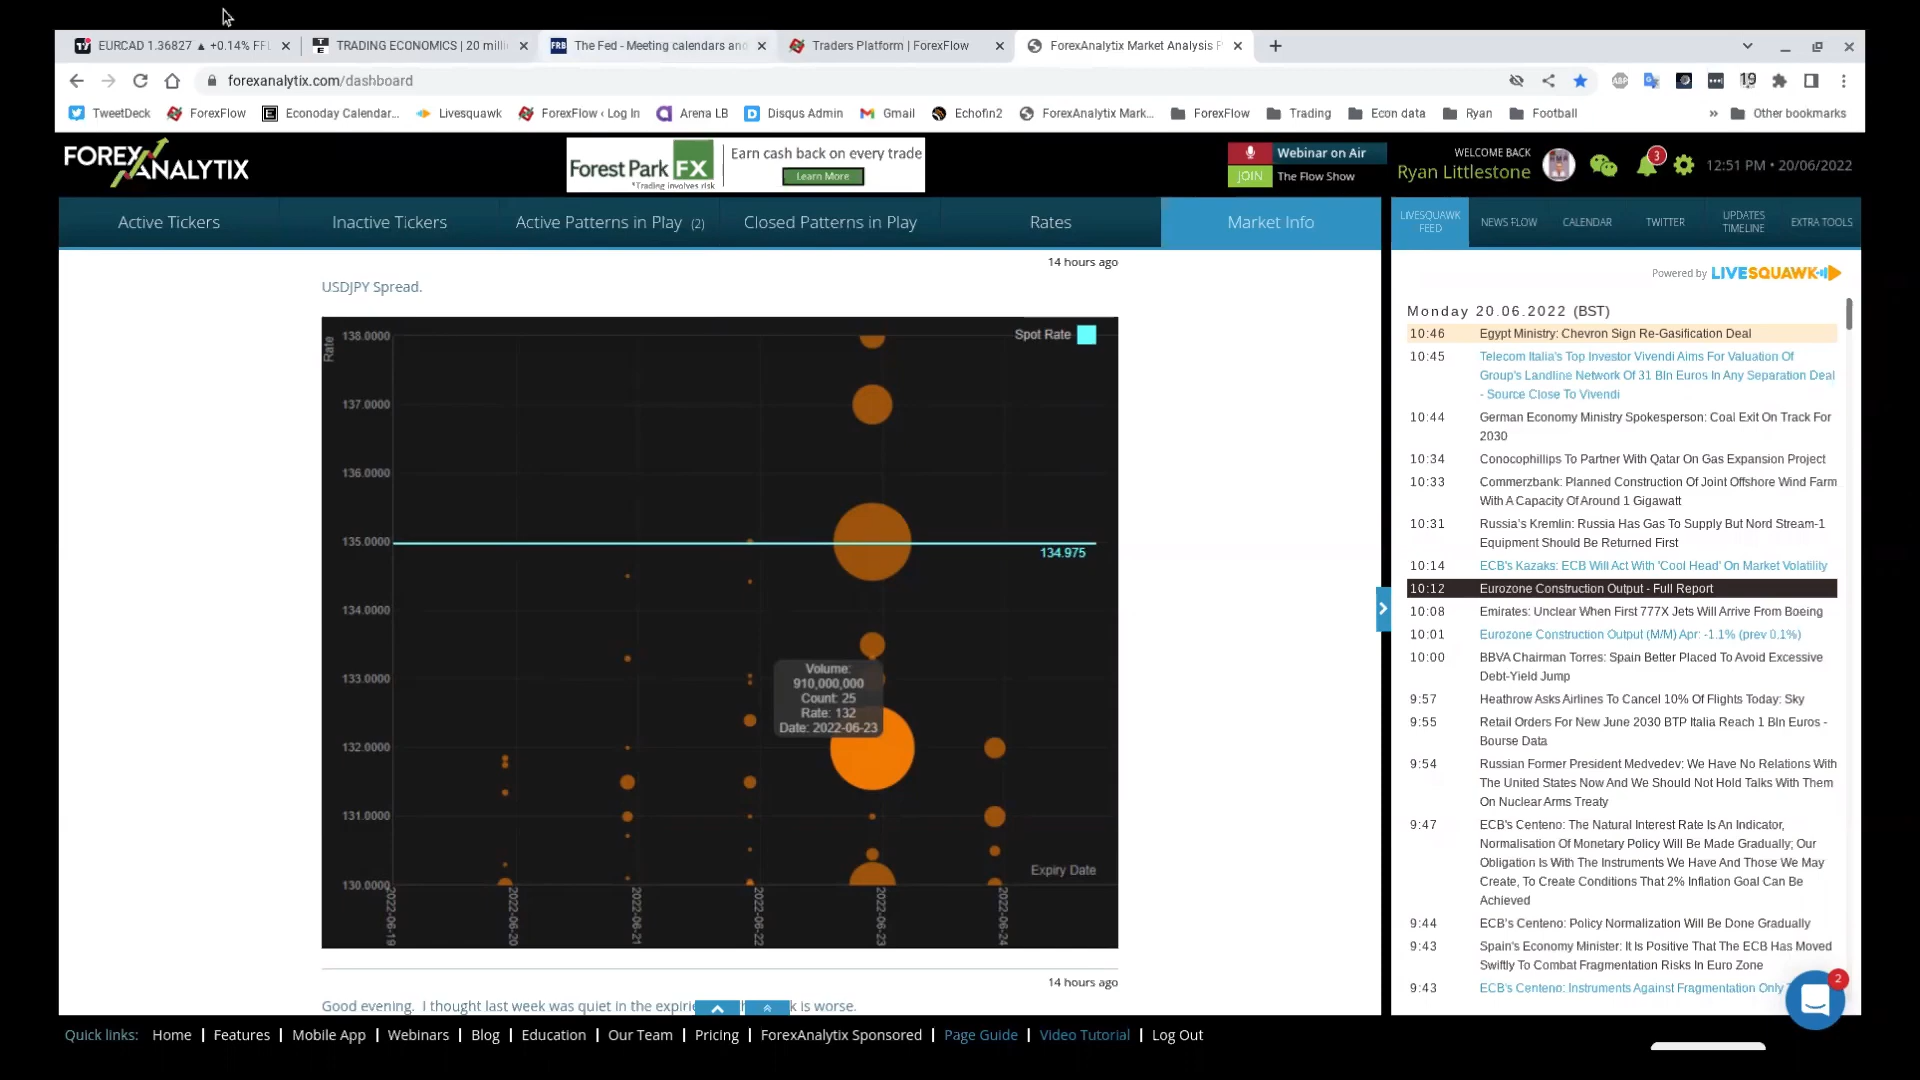 EURCAD 1.36827 ▲ +0.14%
TRADING ECONOMICS | 20 milli
The Fed - Meeting calendars and
Traders Platform | ForexFlow
ForexAnalytix Market Analysis P
forexanalytix.com/dashboard
19
TweetDeck
ForexFlow
Econoday Calendar...
Livesquawk
ForexFlow ‹ Log In
Arena LB
Disqus Admin
Gmail
Echofin2
ForexAnalytix Mark...
ForexFlow
Trading
Econ data
Ryan
Football
» Other bookmarks
FOREX ANALYTIX
Forest Park FX
*Trading involves risk
Earn cash back on every trade
Learn More
Webinar on Air
JOIN The Flow Show
WELCOME BACK
Ryan Littlestone
3
12:51 PM • 20/06/2022
Active Tickers
Inactive Tickers
Active Patterns in Play (2)
Closed Patterns in Play
Rates
Market Info
LIVESQUAWK FEED
NEWS FLOW
CALENDAR
TWITTER
UPDATES TIMELINE
EXTRA TOOLS
14 hours ago
USDJPY Spread.
Rate
Spot Rate
138.0000
137.0000
136.0000
135.0000
134.975
134.0000
133.0000
132.0000
131.0000
130.0000
Volume:
910,000,000
Count: 25
Rate: 132
Date: 2022-06-23
Expiry Date
2022-06-19
2022-06-20
2022-06-21
2022-06-22
2022-06-23
2022-06-24
14 hours ago
Good evening. I thought last week was quiet in the k is worse.
Powered by LIVESQUAWK
Monday 20.06.2022 (BST)
10:46 Egypt Ministry: Chevron Sign Re-Gasification Deal
10:45 Telecom Italia's Top Investor Vivendi Aims For Valuation Of
Group's Landline Network Of 31 Bln Euros In Any Separation Deal
- Source Close To Vivendi
10:44 German Economy Ministry Spokesperson: Coal Exit On Track For
2030
10:34 Conocophillips To Partner With Qatar On Gas Expansion Project
10:33 Commerzbank: Planned Construction Of Joint Offshore Wind Farm
With A Capacity Of Around 1 Gigawatt
10:31 Russia's Kremlin: Russia Has Gas To Supply But Nord Stream-1
Equipment Should Be Returned First
10:14 ECB's Kazaks: ECB Will Act With 'Cool Head' On Market Volatility
10:12 Eurozone Construction Output - Full Report
10:08 Emirates: Unclear When First 777X Jets Will Arrive From Boeing
10:01 Eurozone Construction Output (M/M) Apr: -1.1% (prev 0.1%)
10:00 BBVA Chairman Torres: Spain Better Placed To Avoid Excessive
Debt-Yield Jump
9:57 Heathrow Asks Airlines To Cancel 10% Of Flights Today: Sky
9:55 Retail Orders For New June 2030 BTP Italia Reach 1 Bln Euros -
Bourse Data
9:54 Russian Former President Medvedev: We Have No Relations With
The United States Now And We Should Not Hold Talks With Them
On Nuclear Arms Treaty
9:47 ECB's Centeno: The Natural Interest Rate Is An Indicator,
Normalisation Of Monetary Policy Will Be Made Gradually; Our
Obligation Is With The Instruments We Have And Those We May
Create, To Create Conditions That 2% Inflation Goal Can Be
Achieved
9:44 ECB's Centeno: Policy Normalization Will Be Done Gradually
9:43 Spain's Economy Minister: It Is Positive That The ECB Has Moved
Swiftly To Combat Fragmentation Risks In Euro Zone
9:43 ECB's Centeno: Instruments Against Fragmentation Only
2
Quick links: Home | Features | Mobile App | Webinars | Blog | Education | Our Team | Pricing | ForexAnalytix Sponsored | Page Guide | Video Tutorial | Log Out